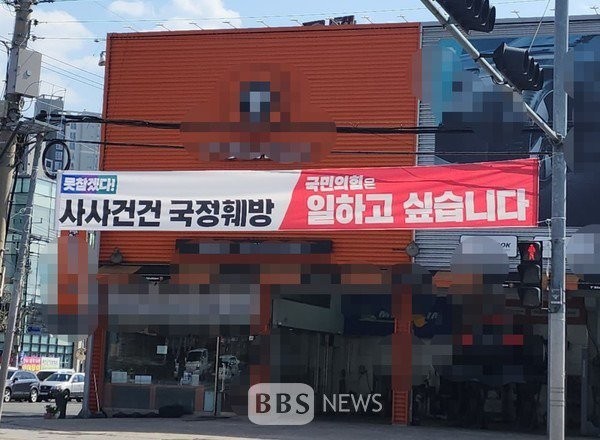 못참겠다!
사사건건 국정훼방
국민의힘은
일하고 싶습니다
BBS NEWS